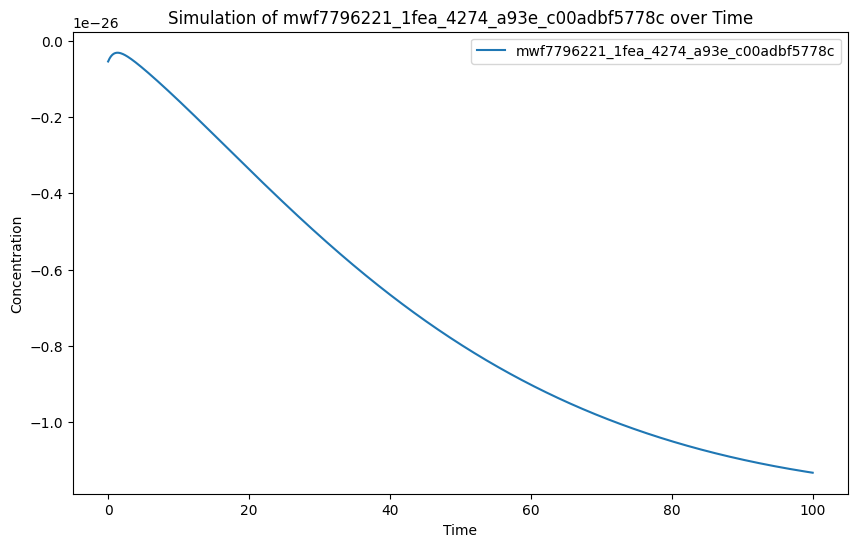 Simulation of mwf7796221_1fea_4274_a93e_c00adbf5778c over Time
1e−26
mwf7796221_1fea_4274_a93e_c00adbf5778c
0.0
−0.2
−0.4
−0.6
−0.8
−1.0
Concentration
0 20 40 60 80 100
Time